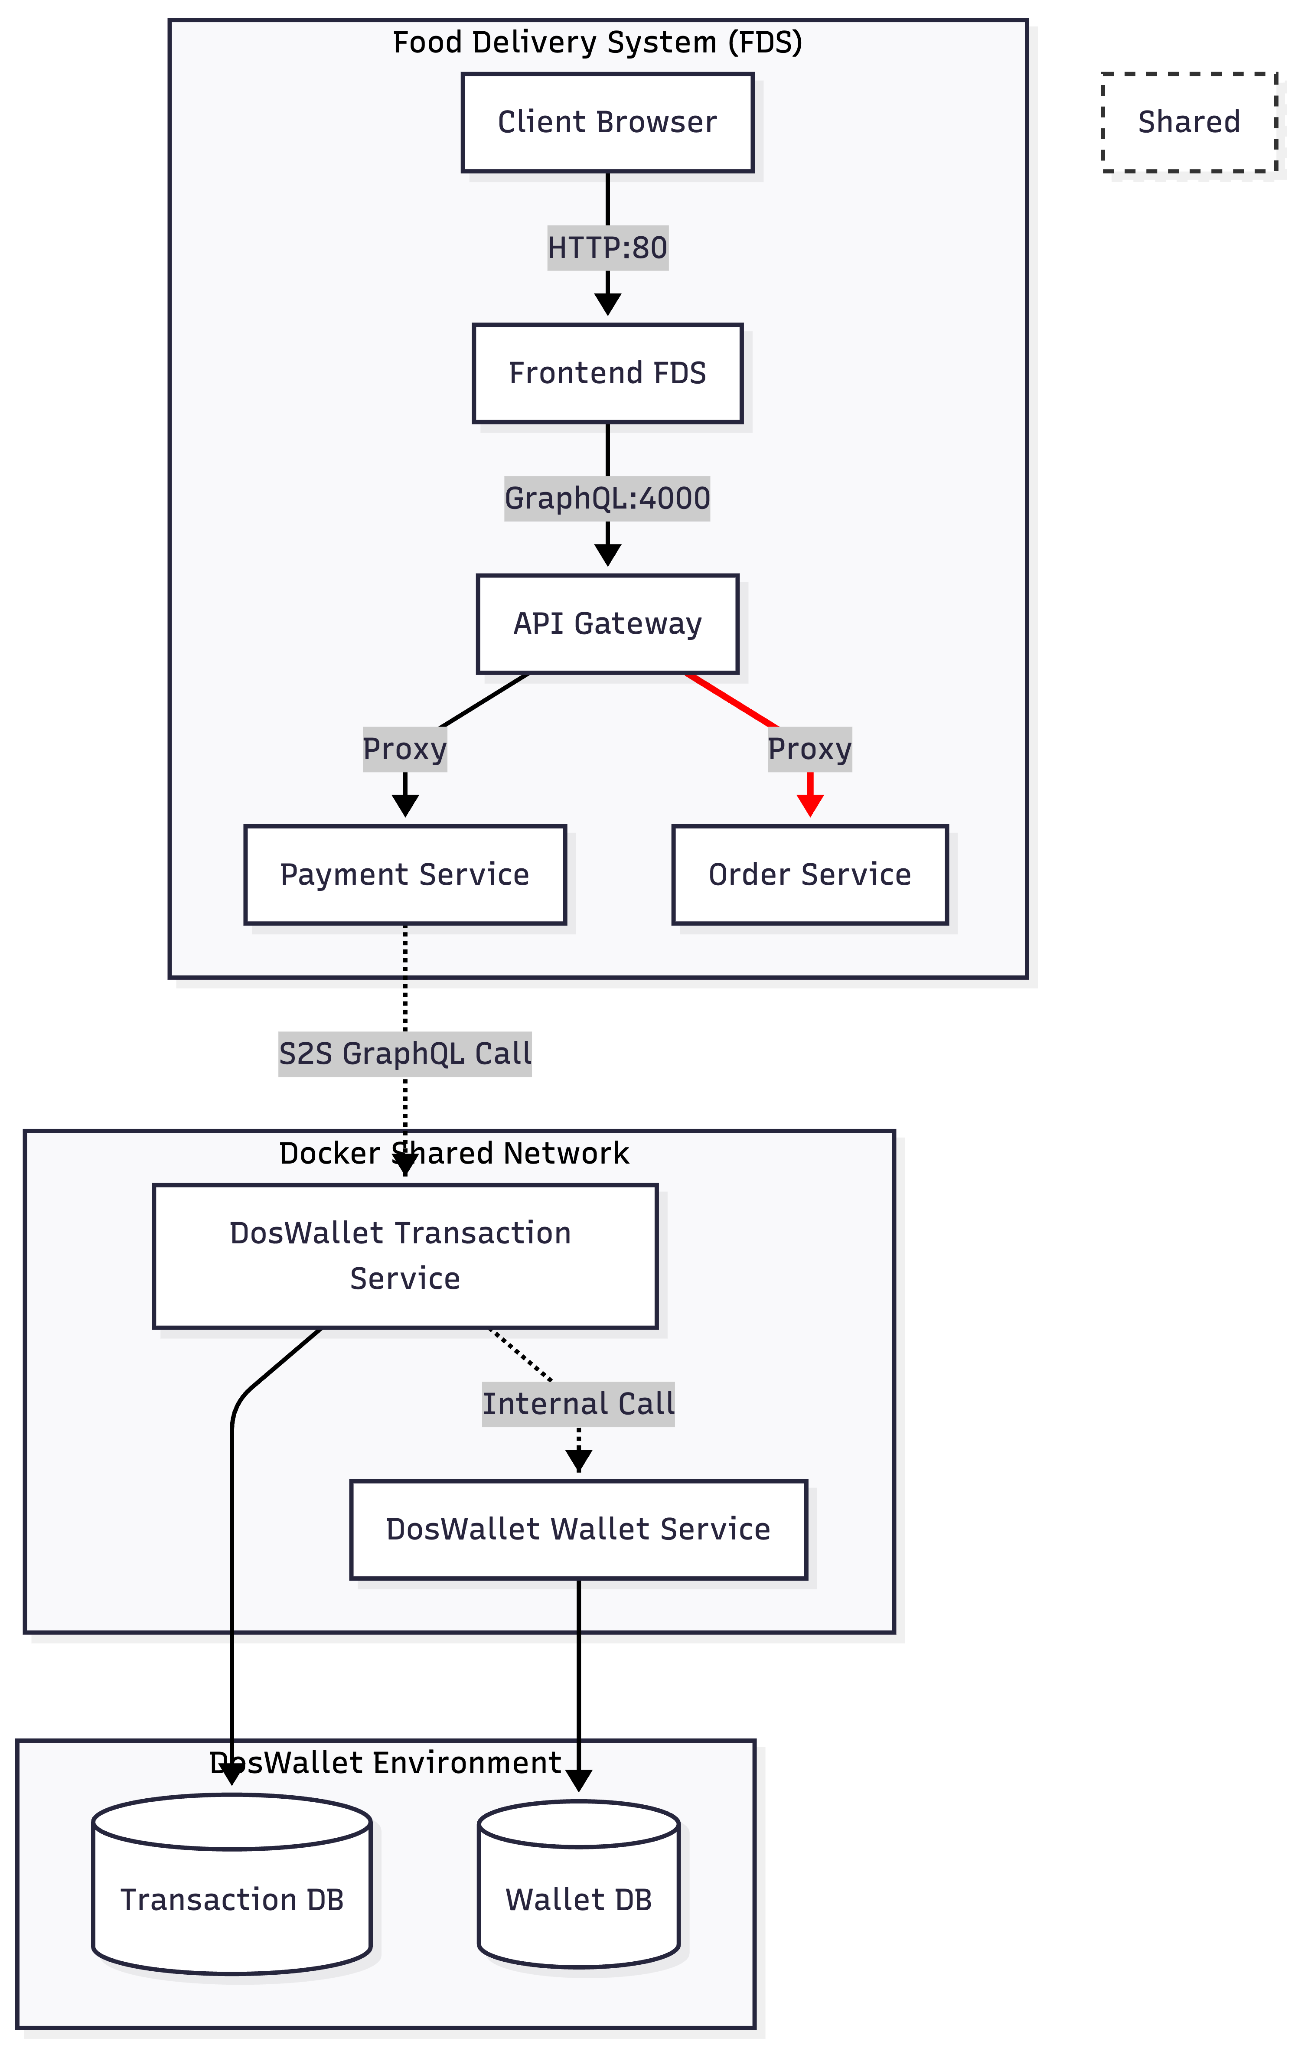 Food Delivery System (FDS)
Client Browser
Shared
HTTP:80
Frontend FDS
GraphQL:4000
API Gateway
Proxy
Proxy
Payment Service
Order Service
S2S GraphQL Call
Docker Shared Network
DosWallet Transaction
Service
Internal Call
DosWallet Wallet Service
DosWallet Environment
Transaction DB
Wallet DB